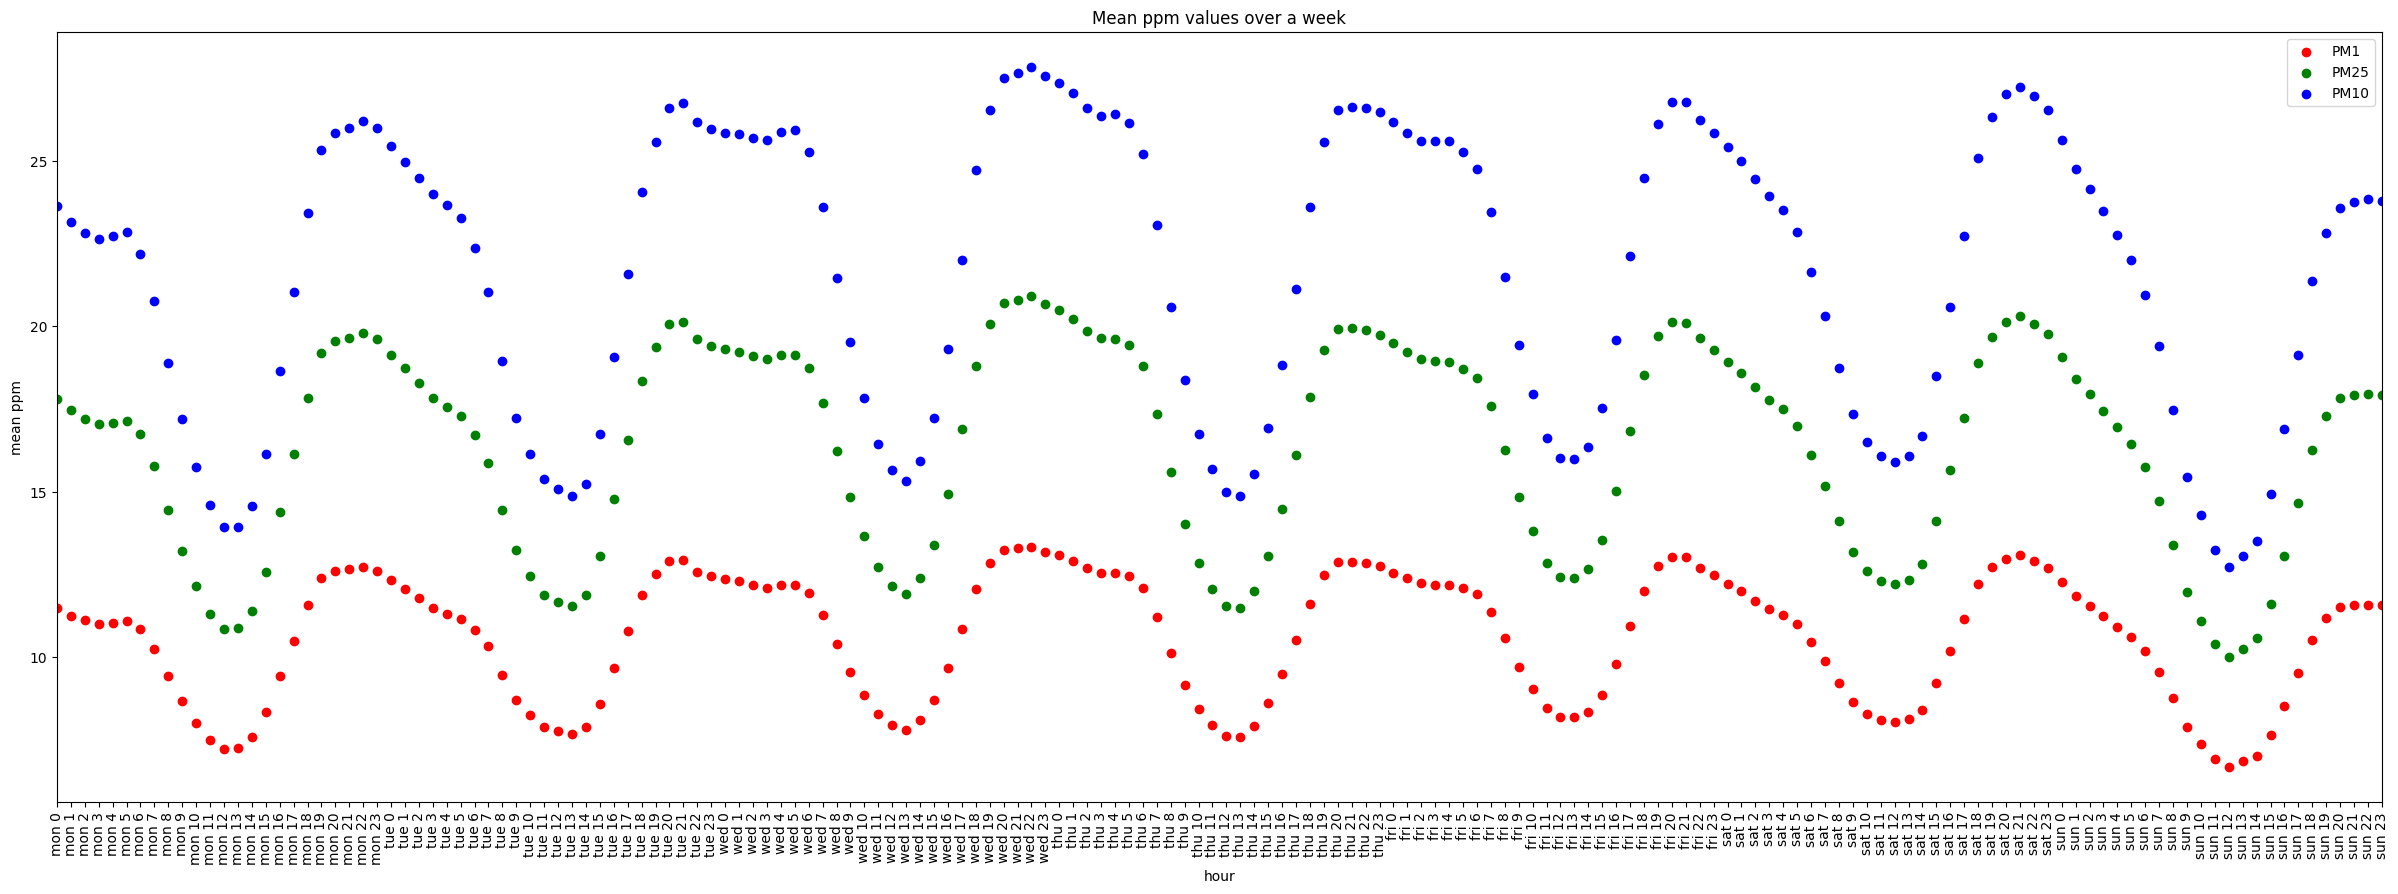 Mean ppm values over a week
PM1
PM25
PM10
mean ppm
25
20
15
10
mon 0
mon 1
mon 2
mon 3
mon 4
mon 5
mon 6
mon 7
mon 8
mon 9
mon 10
mon 11
mon 12
mon 13
mon 14
mon 15
mon 16
mon 17
mon 18
mon 19
mon 20
mon 21
mon 22
mon 23
tue 0
tue 1
tue 2
tue 3
tue 4
tue 5
tue 6
tue 7
tue 8
tue 9
tue 10
tue 11
tue 12
tue 13
tue 14
tue 15
tue 16
tue 17
tue 18
tue 19
tue 20
tue 21
tue 22
tue 23
wed 0
wed 1
wed 2
wed 3
wed 4
wed 5
wed 6
wed 7
wed 8
wed 9
wed 10
wed 11
wed 12
wed 13
wed 14
wed 15
wed 16
wed 17
wed 18
wed 19
wed 20
wed 21
wed 22
wed 23
thu 0
thu 1
thu 2
thu 3
thu 4
thu 5
thu 6
thu 7
thu 8
thu 9
thu 10
thu 11
thu 12
thu 13
thu 14
thu 15
thu 16
thu 17
thu 18
thu 19
thu 20
thu 21
thu 22
thu 23
fri 0
fri 1
fri 2
fri 3
fri 4
fri 5
fri 6
fri 7
fri 8
fri 9
fri 10
fri 11
fri 12
fri 13
fri 14
fri 15
fri 16
fri 17
fri 18
fri 19
fri 20
fri 21
fri 22
fri 23
sat 0
sat 1
sat 2
sat 3
sat 4
sat 5
sat 6
sat 7
sat 8
sat 9
sat 10
sat 11
sat 12
sat 13
sat 14
sat 15
sat 16
sat 17
sat 18
sat 19
sat 20
sat 21
sat 22
sat 23
sun 0
sun 1
sun 2
sun 3
sun 4
sun 5
sun 6
sun 7
sun 8
sun 9
sun 10
sun 11
sun 12
sun 13
sun 14
sun 15
sun 16
sun 17
sun 18
sun 19
sun 20
sun 21
sun 22
sun 23
hour